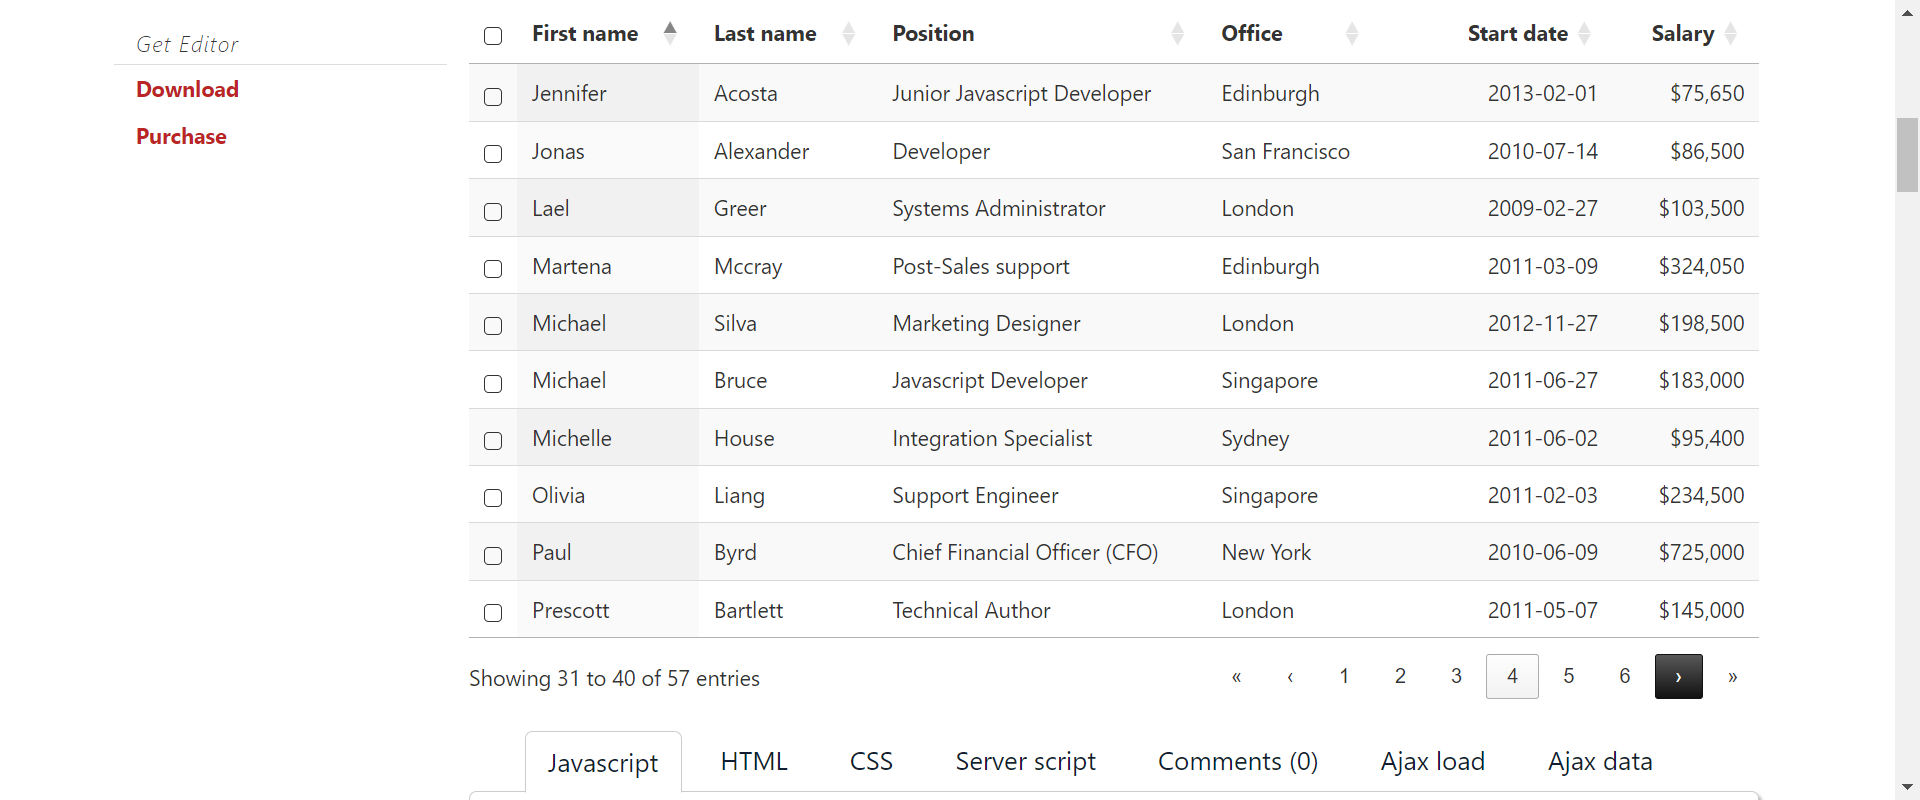 Get Editor
Download
Purchase
First name Last name Position Office Start date Salary
Jennifer Acosta Junior Javascript Developer Edinburgh 2013-02-01 $75,650
Jonas Alexander Developer San Francisco 2010-07-14 $86,500
Lael Greer Systems Administrator London 2009-02-27 $103,500
Martena Mccray Post-Sales support Edinburgh 2011-03-09 $324,050
Michael Silva Marketing Designer London 2012-11-27 $198,500
Michael Bruce Javascript Developer Singapore 2011-06-27 $183,000
Michelle House Integration Specialist Sydney 2011-06-02 $95,400
Olivia Liang Support Engineer Singapore 2011-02-03 $234,500
Paul Byrd Chief Financial Officer (CFO) New York 2010-06-09 $725,000
Prescott Bartlett Technical Author London 2011-05-07 $145,000
Showing 31 to 40 of 57 entries « ‹ 1 2 3 4 5 6 › »
Javascript HTML CSS Server script Comments (0) Ajax load Ajax data